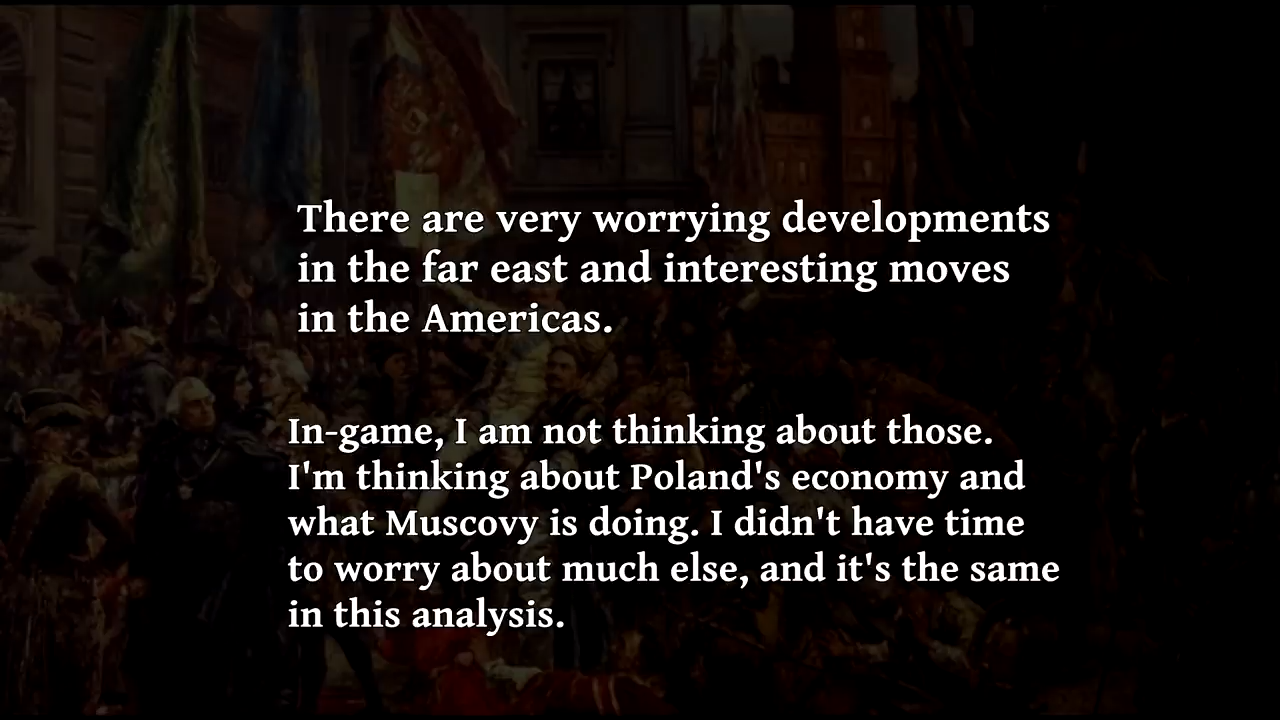 There are very worrying developments
in the far east and interesting moves
in the Americas.
In-game, I am not thinking about those.
I'm thinking about Poland's economy and
what Muscovy is doing. I didn't have time
to worry about much else, and it's the same
in this analysis.